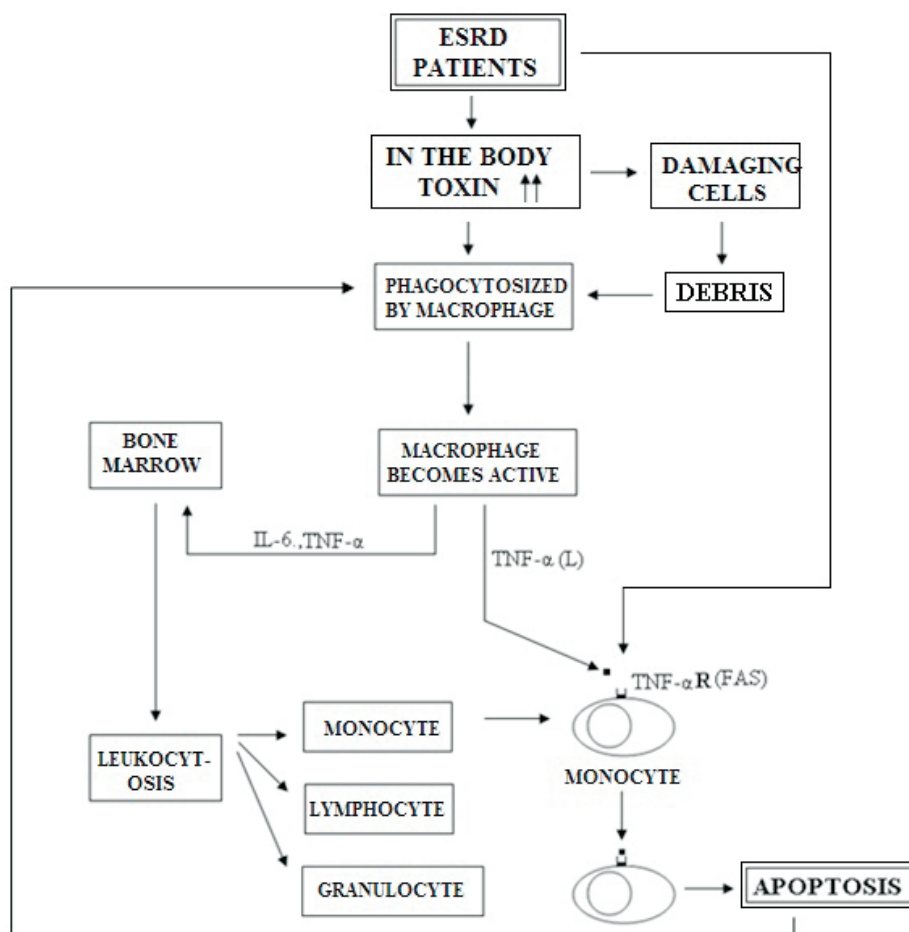 ESRD
PATIENTS
IN THE BODY
TOXIN ↑↑
DAMAGING
CELLS
PHAGOCYTOSIZED
BY MACROPHAGE
DEBRIS
BONE
MARROW
MACROPHAGE
BECOMES ACTIVE
IL-6.,TNF-α
TNF-α (L)
TNF-αR (FAS)
LEUKOCYT-
OSIS
MONOCYTE
MONOCYTE
LYMPHOCYTE
GRANULOCYTE
APOPTOSIS